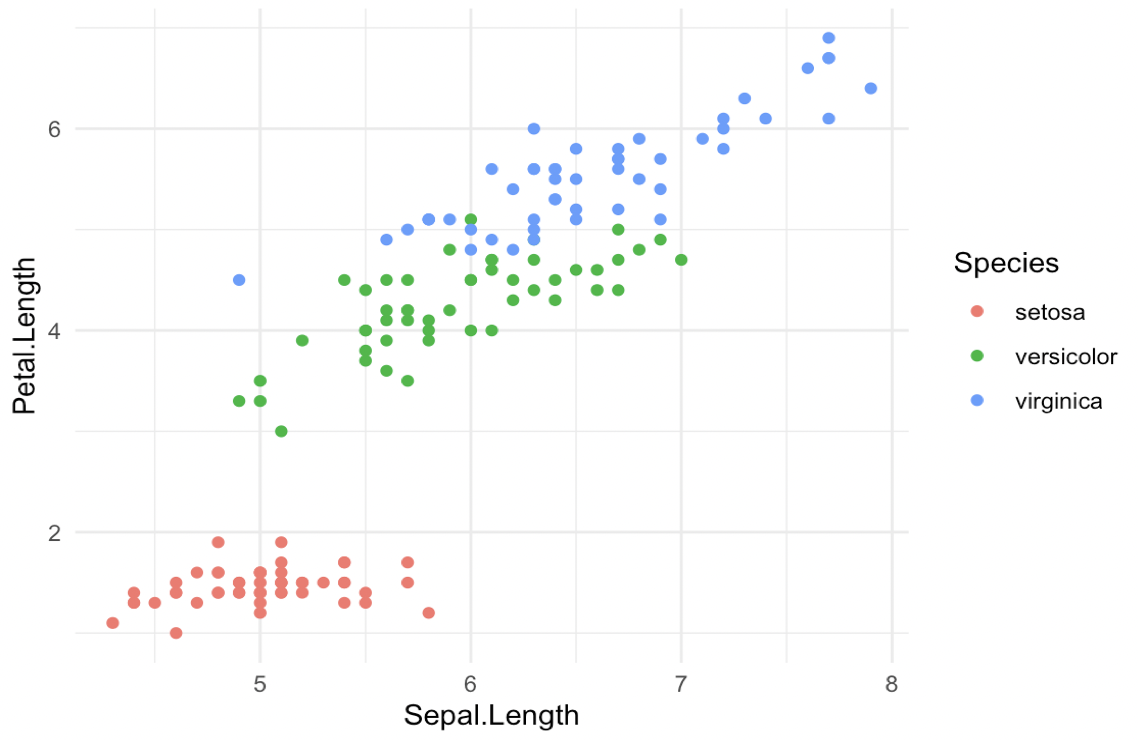 6
4
2
5 6 7 8
Sepal.Length
Petal.Length
Species
setosa
versicolor
virginica